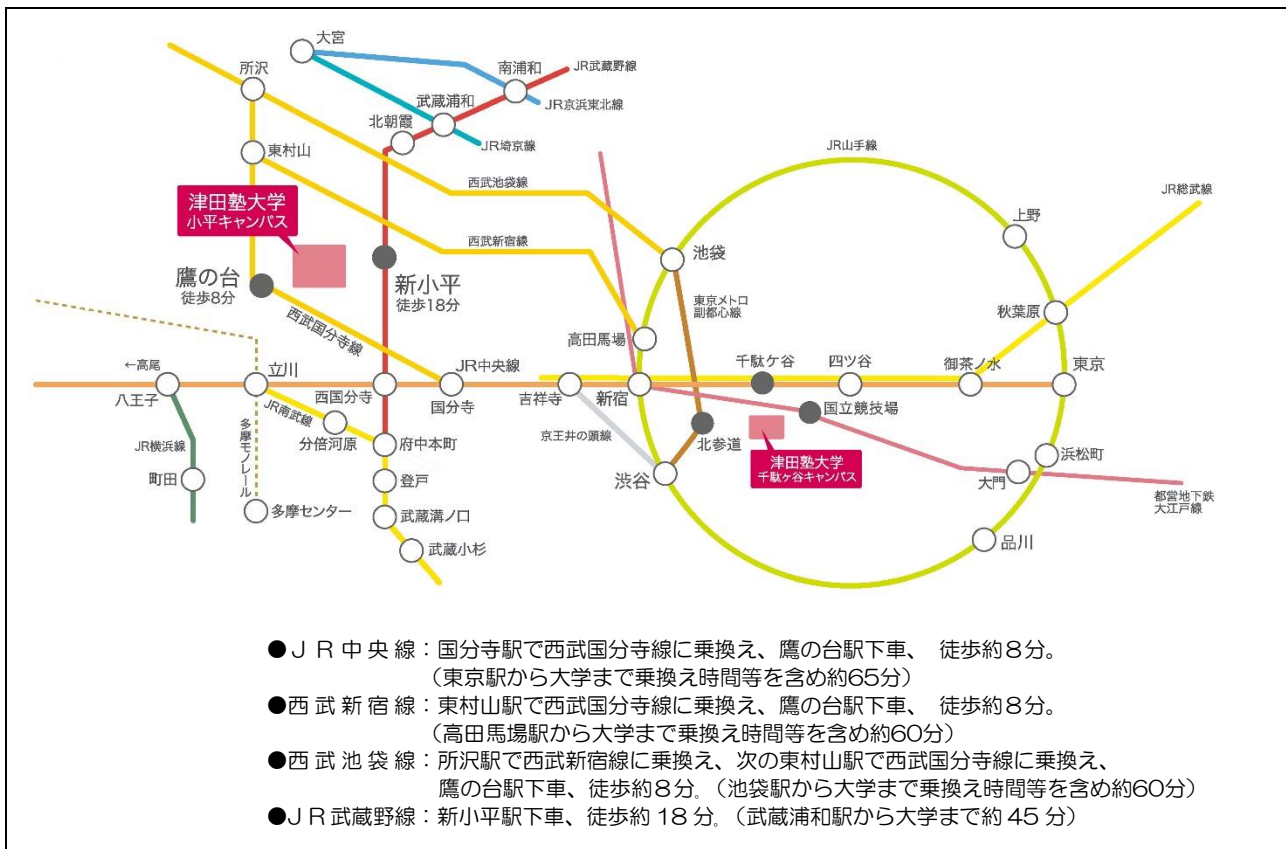 大宮
所沢
南浦和
JR武蔵野線
武蔵浦和
JR京浜東北線
北朝霞
東村山
JR埼京線
JR山手線
西武池袋線
JR総武線
津田塾大学
小平キャンパス
上野
西武新宿線
池袋
鷹の台
徒歩8分
新小平
徒歩18分
東京メトロ
副都心線
秋葉原
西武国分寺線
高田馬場
千駄ケ谷
四ツ谷
御茶ノ水
東京
←高尾
立川
JR中央線
八王子
西国分寺
国分寺
吉祥寺
新宿
国立競技場
JR南武線
分倍河原
府中本町
京王井の頭線
北参道
JR横浜線
多摩モノレール
町田
登戸
渋谷
津田塾大学
千駄ヶ谷キャンパス
浜松町
大門
都営地下鉄
大江戸線
多摩センター
武蔵溝ノ口
武蔵小杉
品川
●ＪＲ中央線：国分寺駅で西武国分寺線に乗換え、鷹の台駅下車、　徒歩約８分。
（東京駅から大学まで乗換え時間等を含め約65分）
●西武新宿線：東村山駅で西武国分寺線に乗換え、鷹の台駅下車、　徒歩約８分。
（高田馬場駅から大学まで乗換え時間等を含め約60分）
●西武池袋線：所沢駅で西武新宿線に乗換え、次の東村山駅で西武国分寺線に乗換え、
鷹の台駅下車、徒歩約８分。（池袋駅から大学まで乗換え時間等を含め約60分）
●ＪＲ武蔵野線：新小平駅下車、徒歩約 18 分。（武蔵浦和駅から大学まで約 45 分）